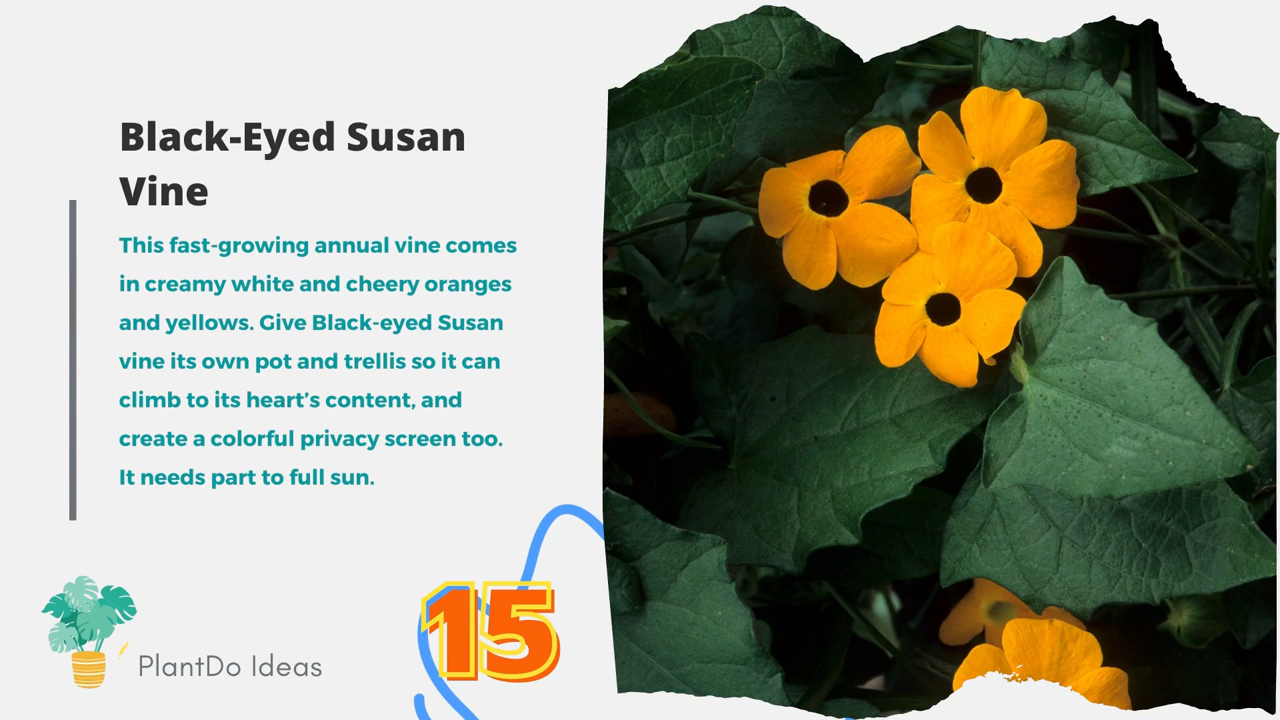 Black-Eyed Susan
Vine
This fast-growing annual vine comes
in creamy white and cheery oranges
and yellows. Give Black-eyed Susan
vine its own pot and trellis so it can
climb to its heart’s content, and
create a colorful privacy screen too.
It needs part to full sun.
PlantDo Ideas
15